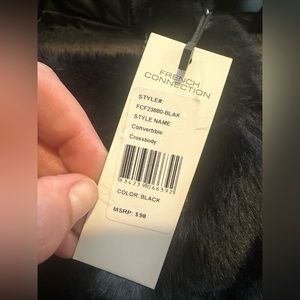 FRENCH
CONNECTION
STYLE#:
FCF23880-BLAK
STYLE NAME:
Convertible
Crossbody
COLOR: BLACK
MSRP: $98